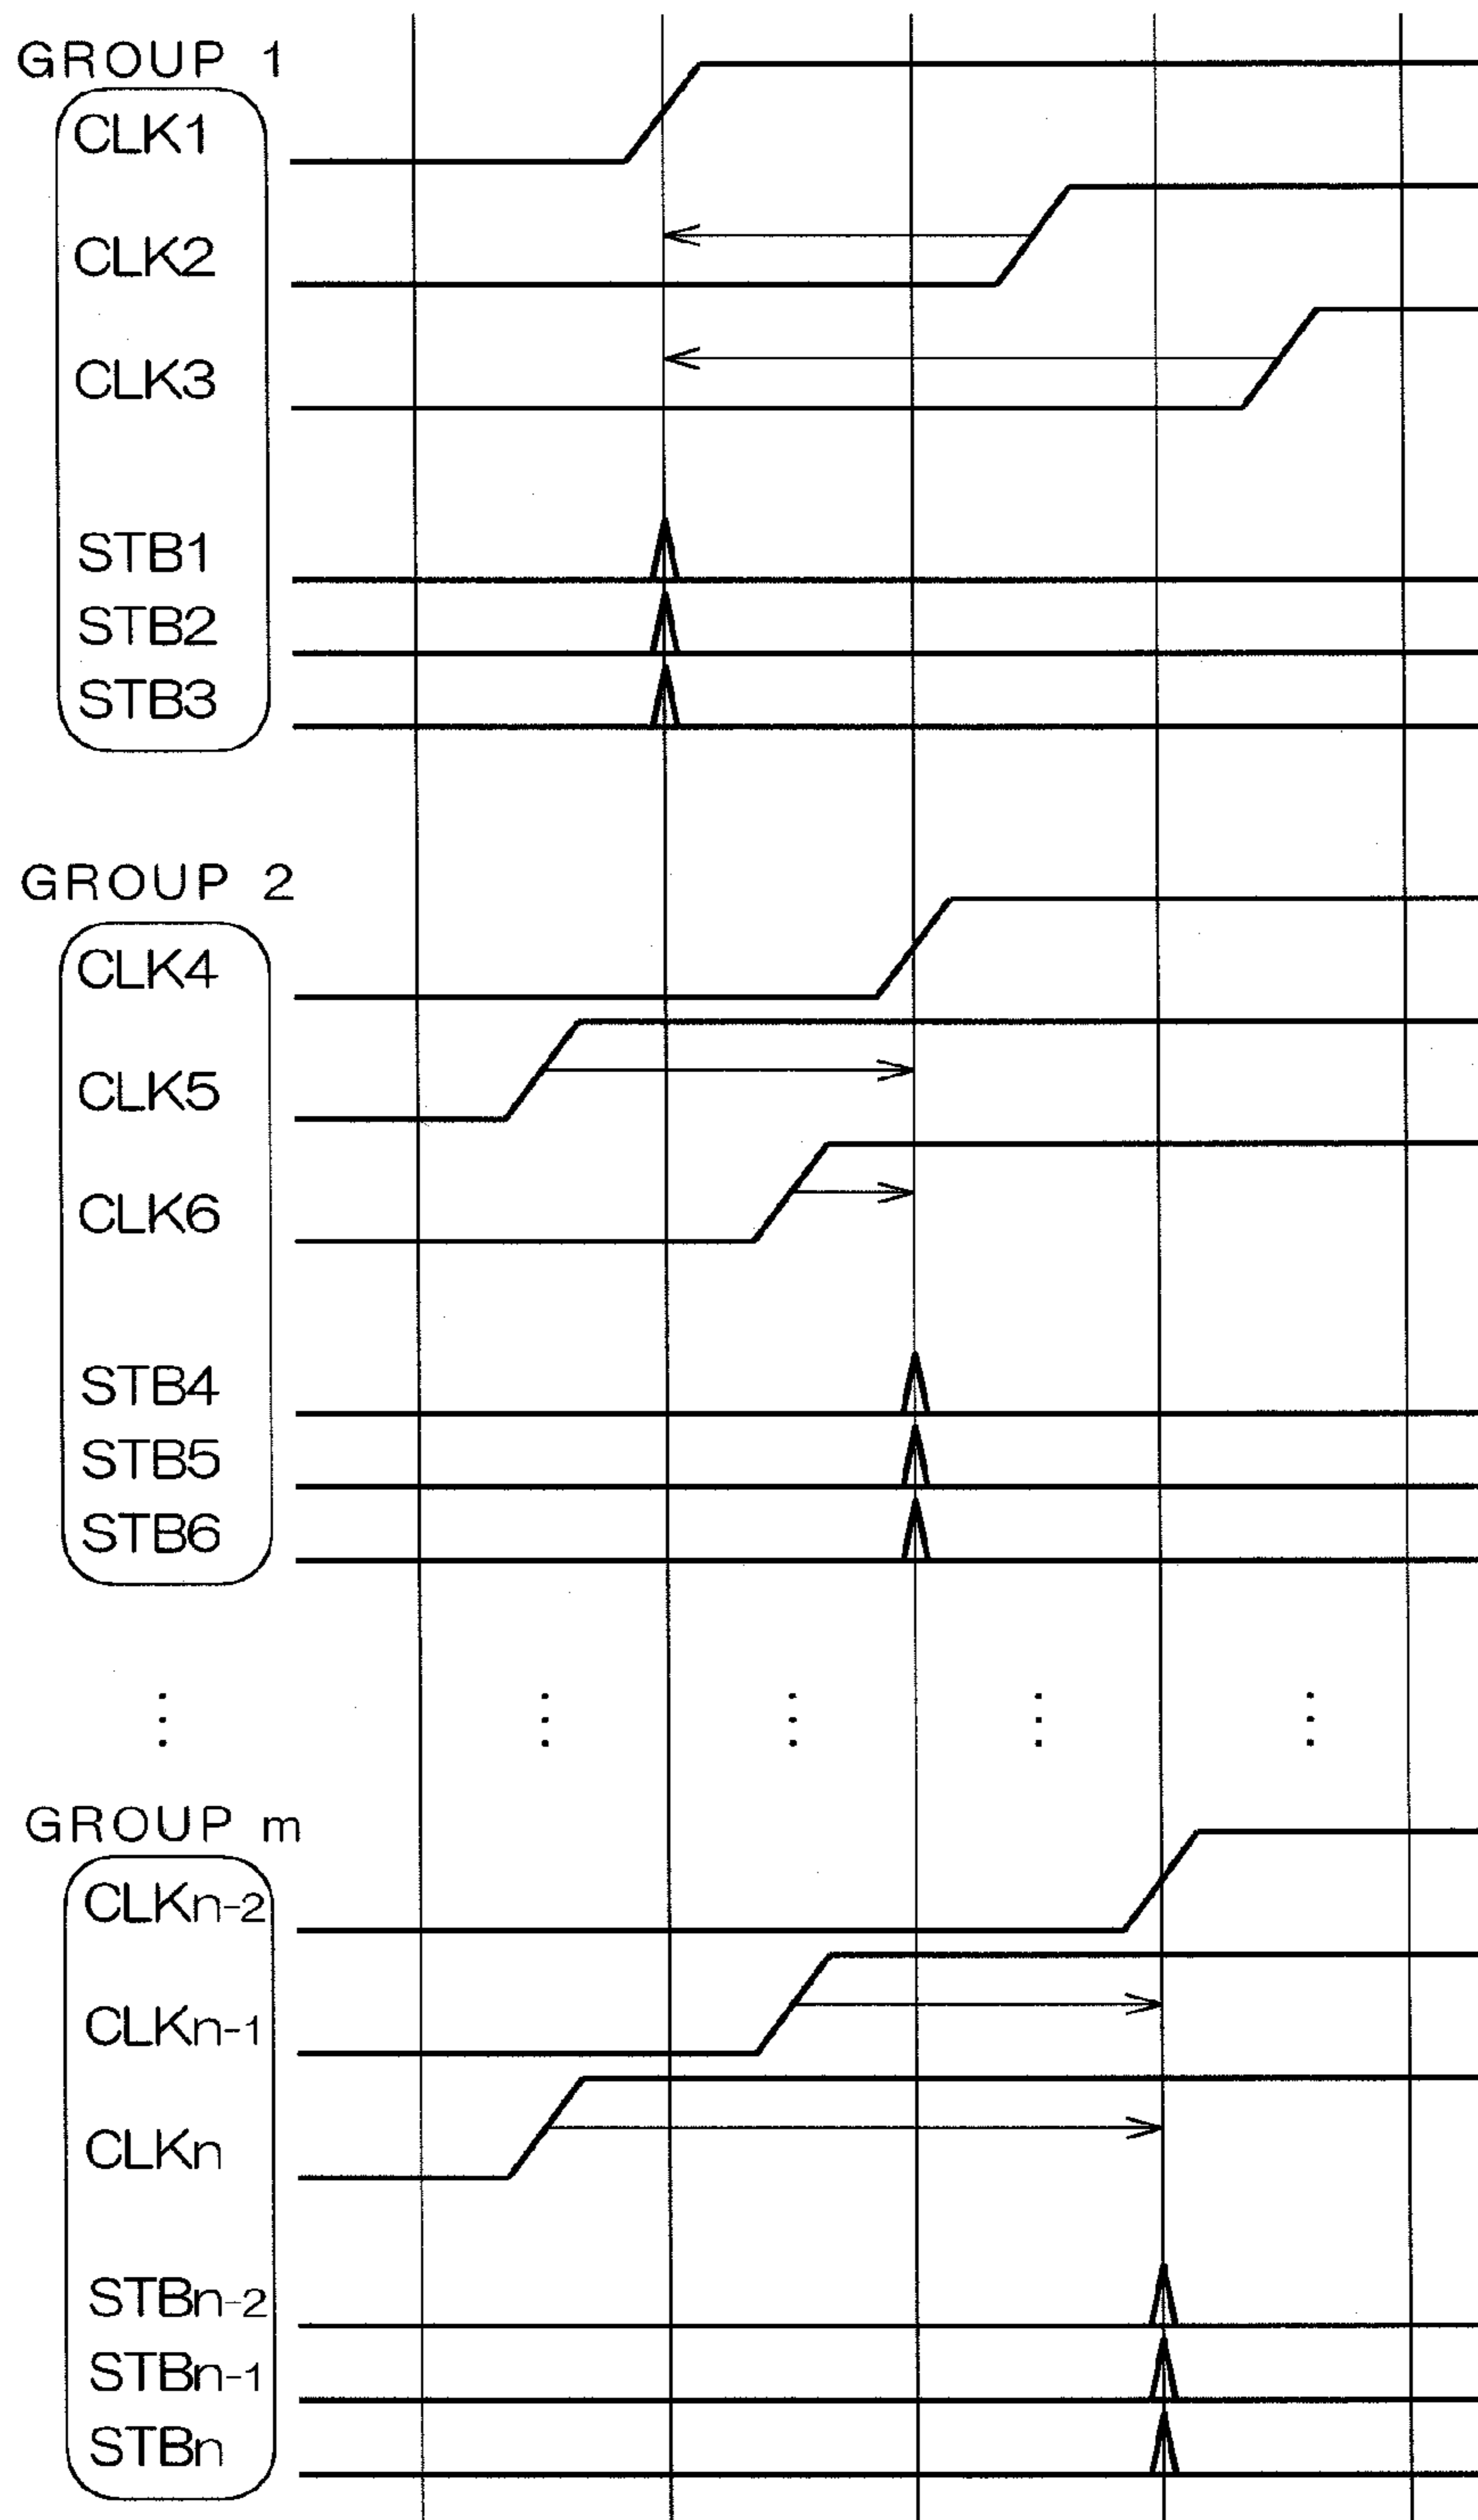 GROUP 1
CLK1
CLK2
CLK3
STB1
STB2
STB3
GROUP 2
CLK4
CLK5
CLK6
STB4
STB5
STB6
GROUP m
CLKn-2
CLKn-1
CLKn
STBn-2
STBn-1
STBn